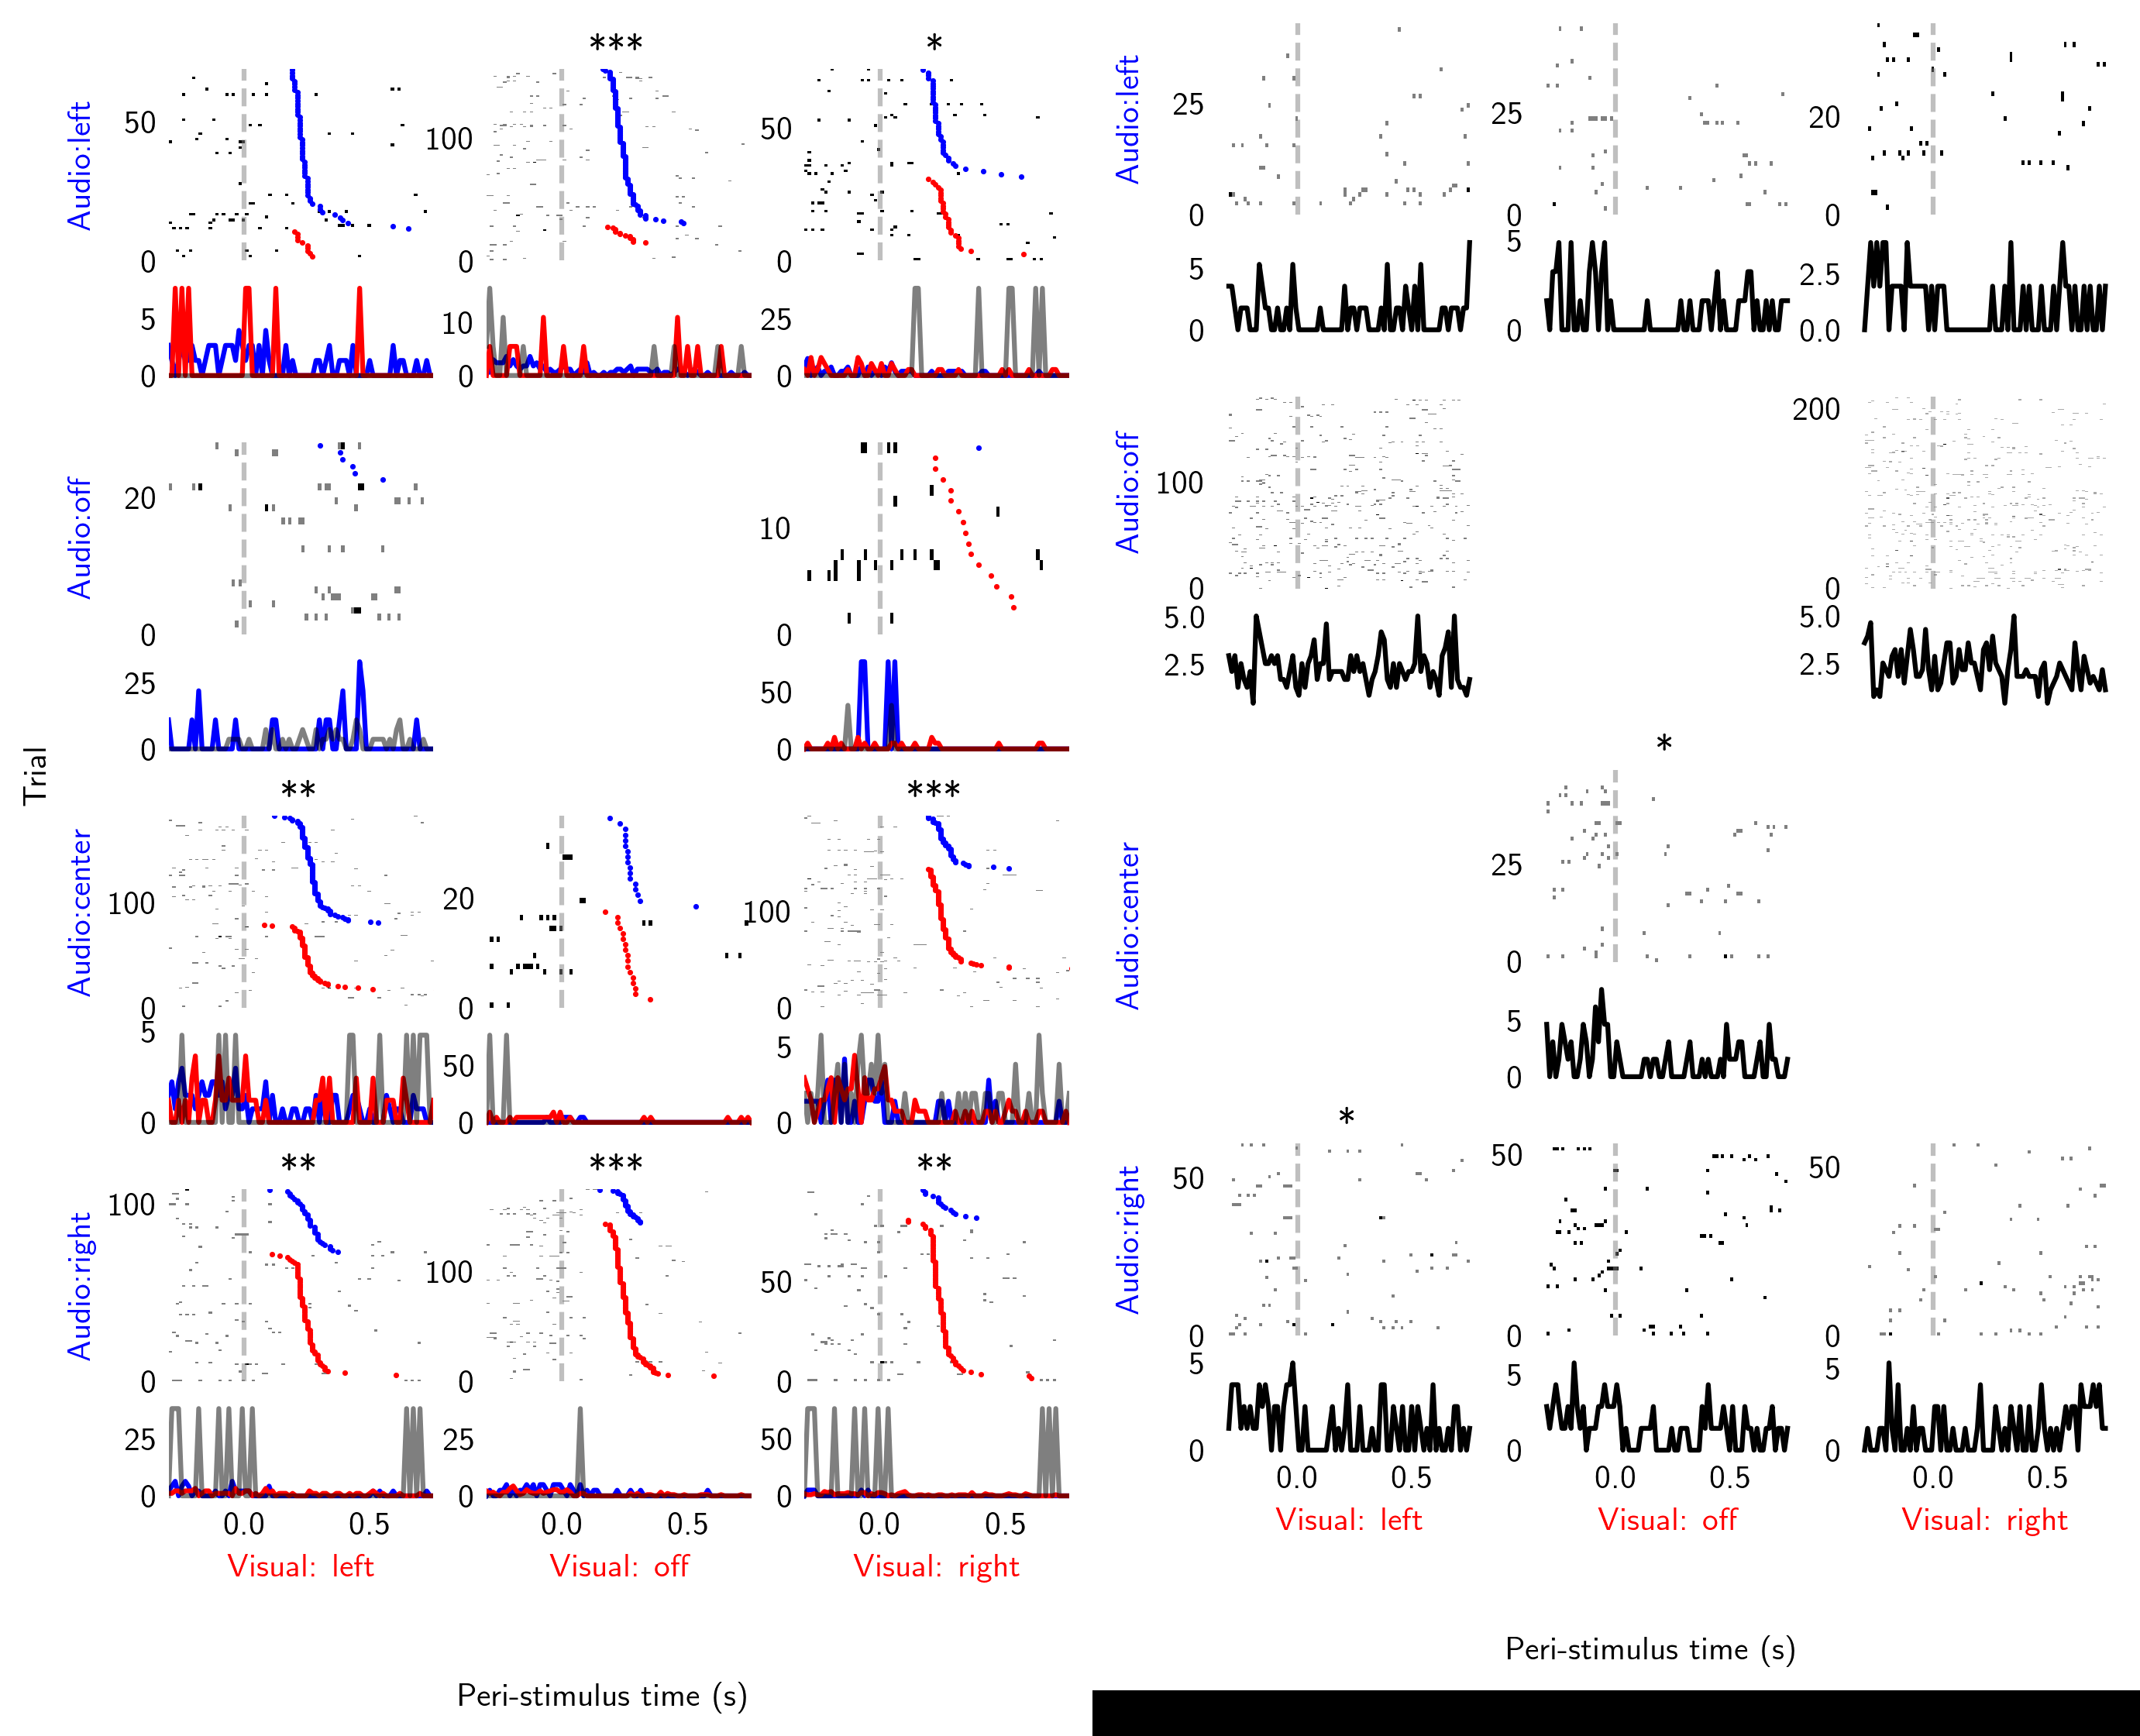 *** *
Audio:left 50 0 100 0 50 0
5 0 10 0 25 0
Audio:off 20 0 10 0
25 0 50 0
** ***
Audio:center 100 0 20 0 100 0
5 0 50 0 5 0
** *** **
Audio:right 100 0 100 0 50 0
25 0 25 0 50 0
0.0 0.5 0.0 0.5 0.0 0.5
Visual: left Visual: off Visual: right
Trial
Peri-stimulus time (s)
Audio:left 25 0 25 0 20 0
5 0 5 0 2.5 0.0
Audio:off 100 0 200 0
5.0 2.5 5.0 2.5
*
Audio:center 25 0
5 0
*
Audio:right 50 0 50 0 50 0
5 0 5 0 5 0
0.0 0.5 0.0 0.5 0.0 0.5
Visual: left Visual: off Visual: right
Peri-stimulus time (s)